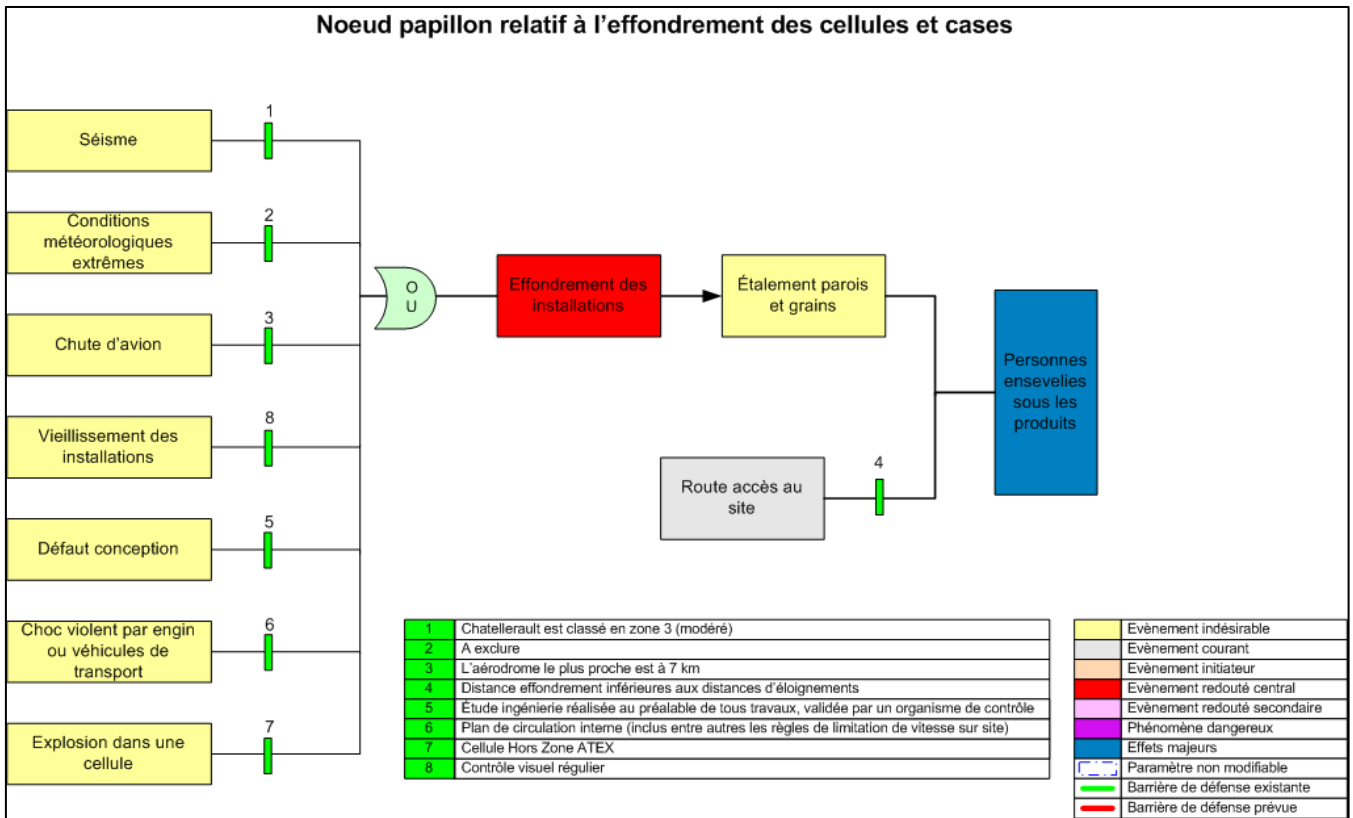 Noeud papillon relatif à l'effondrement des cellules et cases
1
Séisme
2
Conditions
météorologiques
extrêmes
3
Chute d'avion
8
Vieillissement des
installations
5
Défaut conception
6
Choc violent par engin
ou véhicules de
transport
7
Explosion dans une
cellule
O
U
Effondrement des
installations
Étalement parois
et grains
Personnes
ensevelies
sous les
produits
4
Route accès au
site
1 Chatellerault est classé en zone 3 (modéré)
2 A exclure
3 L'aérodrome le plus proche est à 7 km
4 Distance effondrement inférieures aux distances d'éloignements
5 Étude ingénierie réalisée au préalable de tous travaux, validée par un organisme de contrôle
6 Plan de circulation interne (inclus entre autres les règles de limitation de vitesse sur site)
7 Cellule Hors Zone ATEX
8 Contrôle visuel régulier
Evènement indésirable
Evènement courant
Evènement initiateur
Evènement redouté central
Evènement redouté secondaire
Phénomène dangereux
Effets majeurs
Paramètre non modifiable
Barrière de défense existante
Barrière de défense prévue